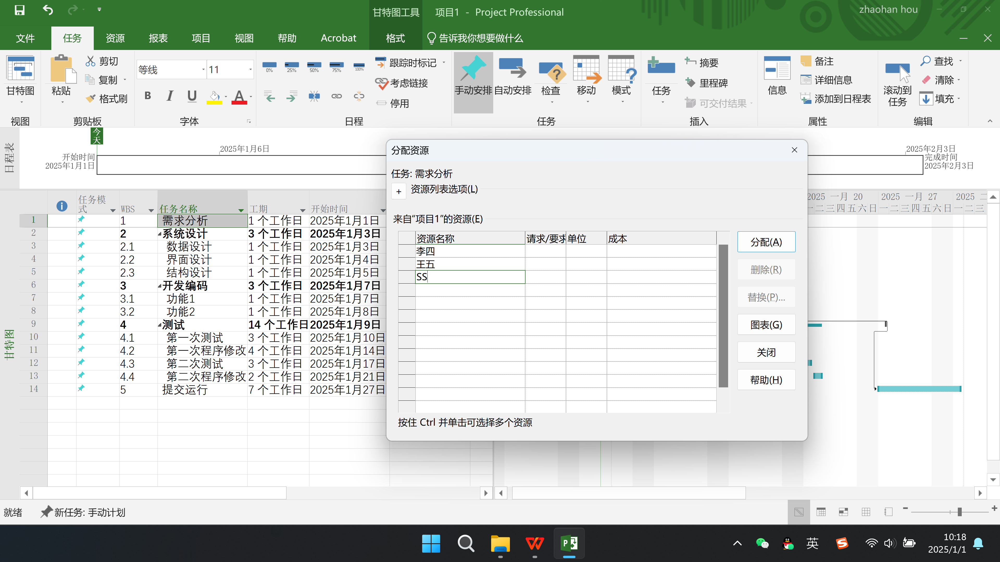 甘特图工具
项目1 - Project Professional
zhaohan hou
文件 任务 资源 报表 项目 视图 帮助 Acrobat 格式 告诉我你想要做什么
甘特图
视图
粘贴
剪切
复制
格式刷
剪贴板
等线 11
B I U A
字体
0% 25% 50% 75% 100%
跟踪时标记
考虑链接
停用
日程
手动安排 自动安排 检查 移动 模式
任务
任务
摘要
里程碑
可交付结果
插入
信息
备注
详细信息
添加到日程表
属性
滚动到
任务
查找
清除
填充
编辑
日程表
今
天
开始时间
2025年1月1日
2025年1月6日
2025年2月3日
完成时间
2025年2月3日
甘特图
任务模
式 WBS 任务名称 工期 开始时间
1 1 需求分析 1 个工作日 2025年1月1日
2 2 系统设计 3 个工作日 2025年1月3日
3 2.1 数据设计 1 个工作日 2025年1月3日
4 2.2 界面设计 1 个工作日 2025年1月4日
5 2.3 结构设计 1 个工作日 2025年1月5日
6 3 开发编码 3 个工作日 2025年1月7日
7 3.1 功能1 1 个工作日 2025年1月7日
8 3.2 功能2 1 个工作日 2025年1月8日
9 4 测试 14 个工作日 2025年1月9日
10 4.1 第一次测试 3 个工作日 2025年1月10日
11 4.2 第一次程序修改 4 个工作日 2025年1月14日
12 4.3 第二次测试 3 个工作日 2025年1月17日
13 4.4 第二次程序修改 2 个工作日 2025年1月21日
14 5 提交运行 7 个工作日 2025年1月27日
2025 一月 20 2025 一月 27 2025
二 三 四 五 六 日 一 二 三 四 五 六 日 一 二 三
分配资源
任务: 需求分析
+ 资源列表选项(L)
来自“项目1”的资源(E)
资源名称 请求/要求 单位 成本
李四
王五
SS
分配(A)
删除(R)
替换(P)...
图表(G)
关闭
帮助(H)
按住 Ctrl 并单击可选择多个资源
就绪 新任务: 手动计划
英
10:18
2025/1/1